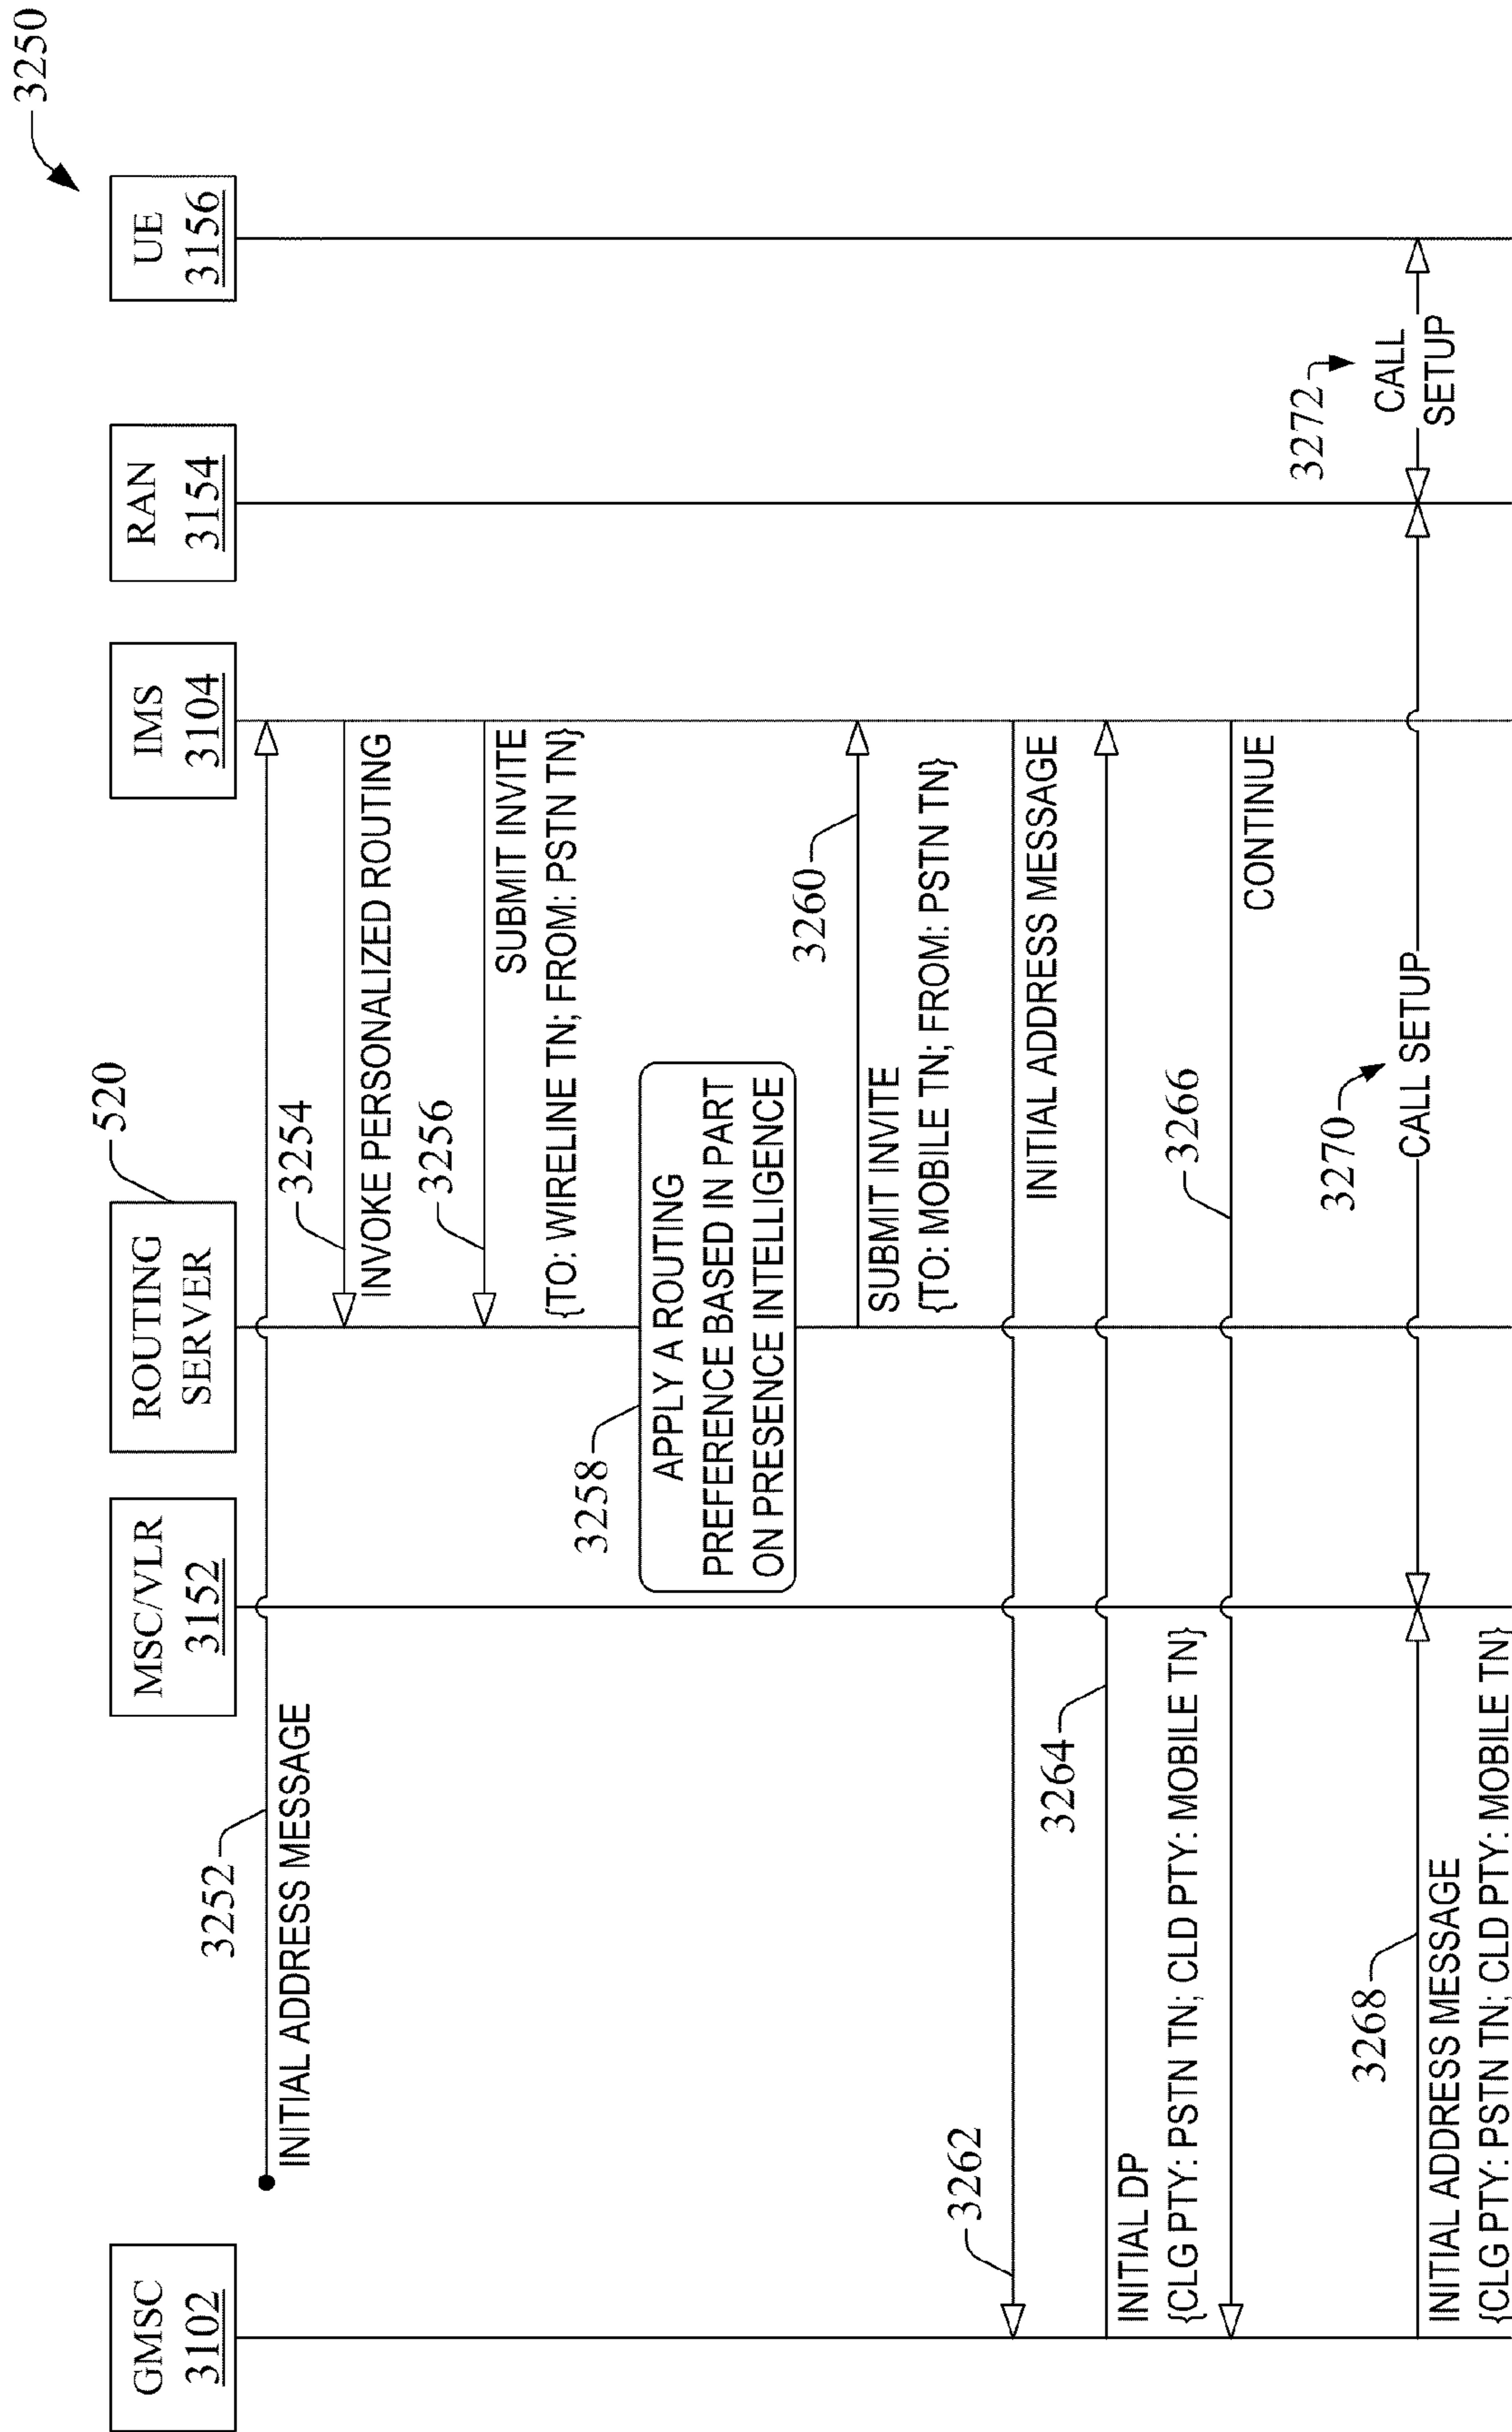 3250
GMSC
3102
MSC/VLR
3152
ROUTING
SERVER
520
IMS
3104
RAN
3154
UE
3156
3252
INITIAL ADDRESS MESSAGE
3254
INVOKE PERSONALIZED ROUTING
3256
SUBMIT INVITE
{TO: WIRELINE TN; FROM: PSTN TN}
3258
APPLY A ROUTING
PREFERENCE BASED IN PART
ON PRESENCE INTELLIGENCE
3260
SUBMIT INVITE
{TO: MOBILE TN; FROM: PSTN TN}
3262
INITIAL ADDRESS MESSAGE
3264
INITIAL DP
{CLG PTY: PSTN TN; CLD PTY: MOBILE TN}
3266
CONTINUE
3268
INITIAL ADDRESS MESSAGE
{CLG PTY: PSTN TN; CLD PTY: MOBILE TN}
3270
CALL SETUP
3272
CALL
SETUP